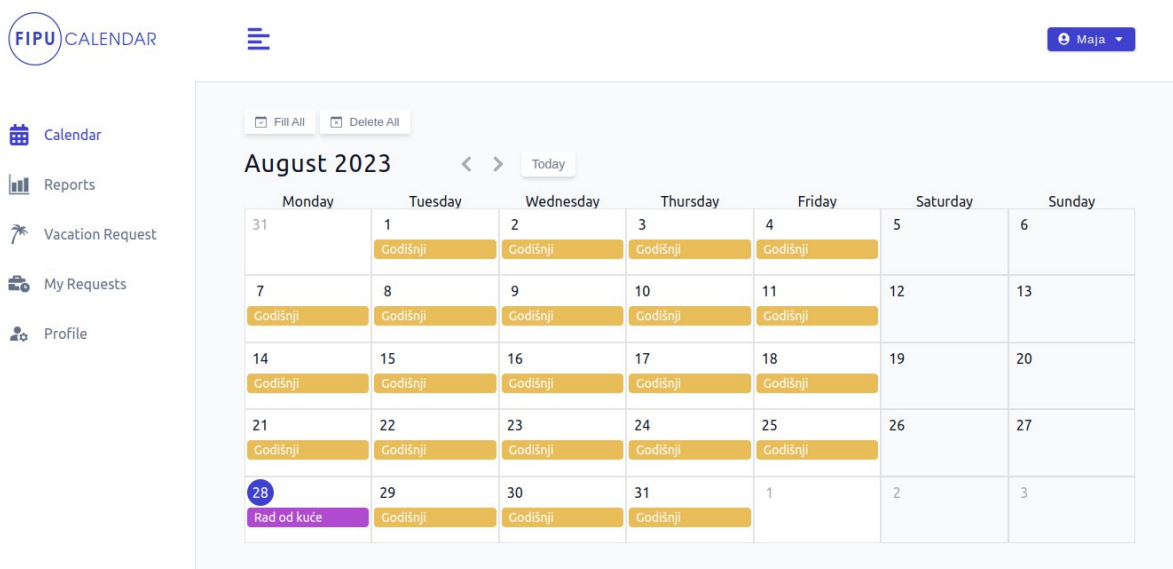 FIPU CALENDAR
Maja
Calendar
Reports
Vacation Request
My Requests
Profile
Fill All Delete All
August 2023 Today
Monday Tuesday Wednesday Thursday Friday Saturday Sunday
31 1 2 3 4 5 6
Godišnji Godišnji Godišnji Godišnji
7 8 9 10 11 12 13
Godišnji Godišnji Godišnji Godišnji Godišnji
14 15 16 17 18 19 20
Godišnji Godišnji Godišnji Godišnji Godišnji
21 22 23 24 25 26 27
Godišnji Godišnji Godišnji Godišnji Godišnji
28 29 30 31 1 2 3
Rad od kuće Godišnji Godišnji Godišnji